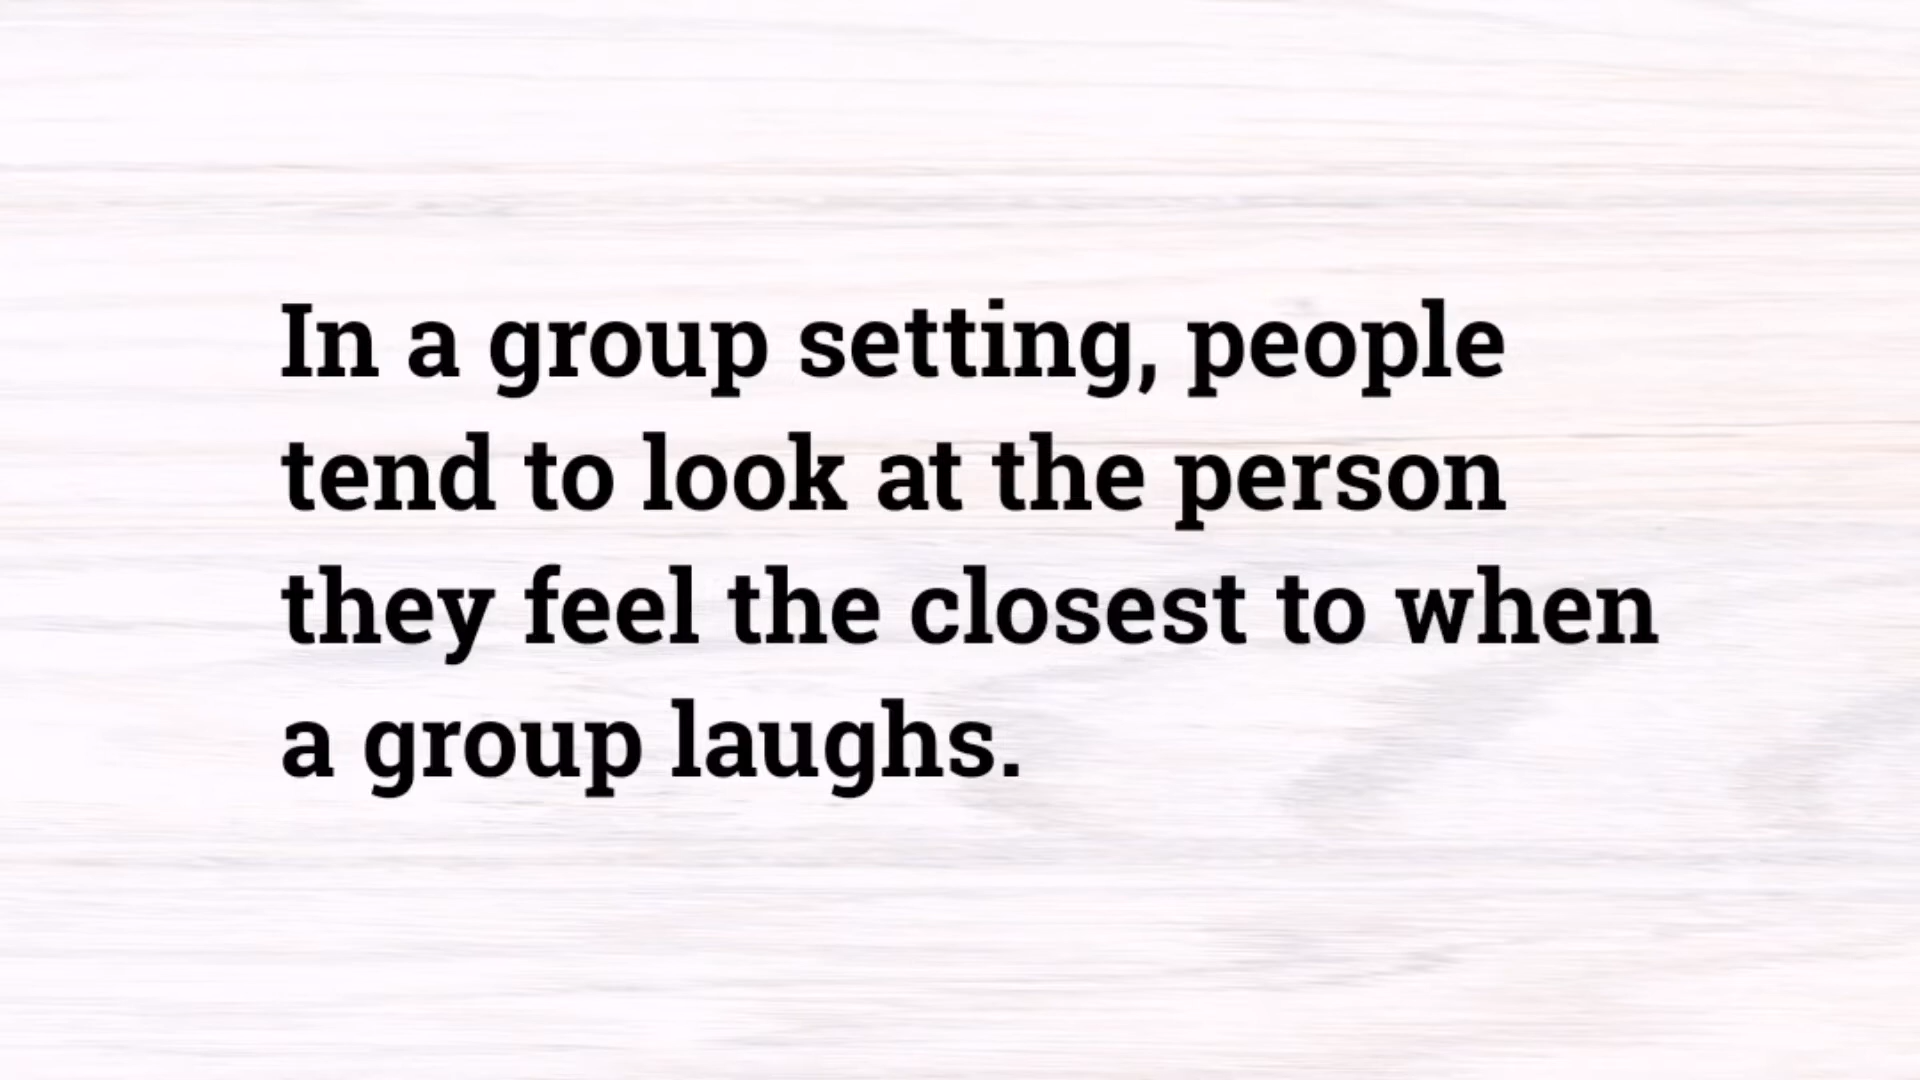 In a group setting, people
tend to look at the person
they feel the closest to when
a group laughs.